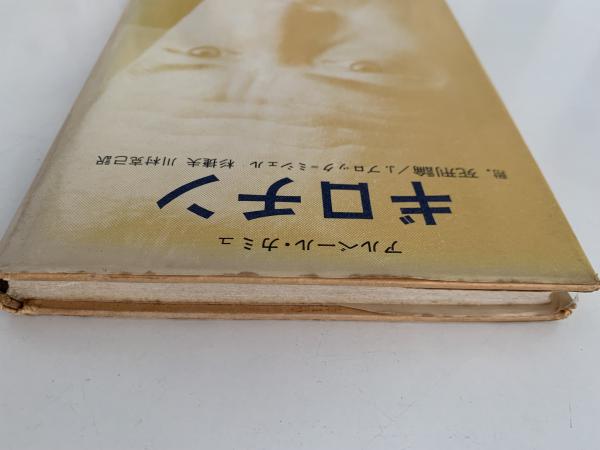 アルベール・カミュ
ギロチン
附．死刑論／J.ブロック＝ミシェル 杉捷夫 川村克己訳